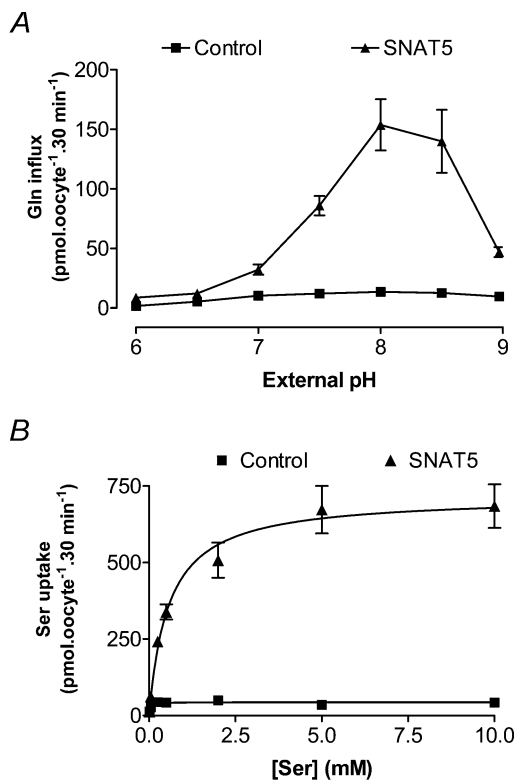 A
Control
SNAT5
Gln influx
(pmol.oocyte⁻¹.30 min⁻¹)
200
150
100
50
0
6
7
8
9
External pH
B
Control
SNAT5
Ser uptake
(pmol.oocyte⁻¹.30 min⁻¹)
750
500
250
0
0.0
2.5
5.0
7.5
10.0
[Ser] (mM)